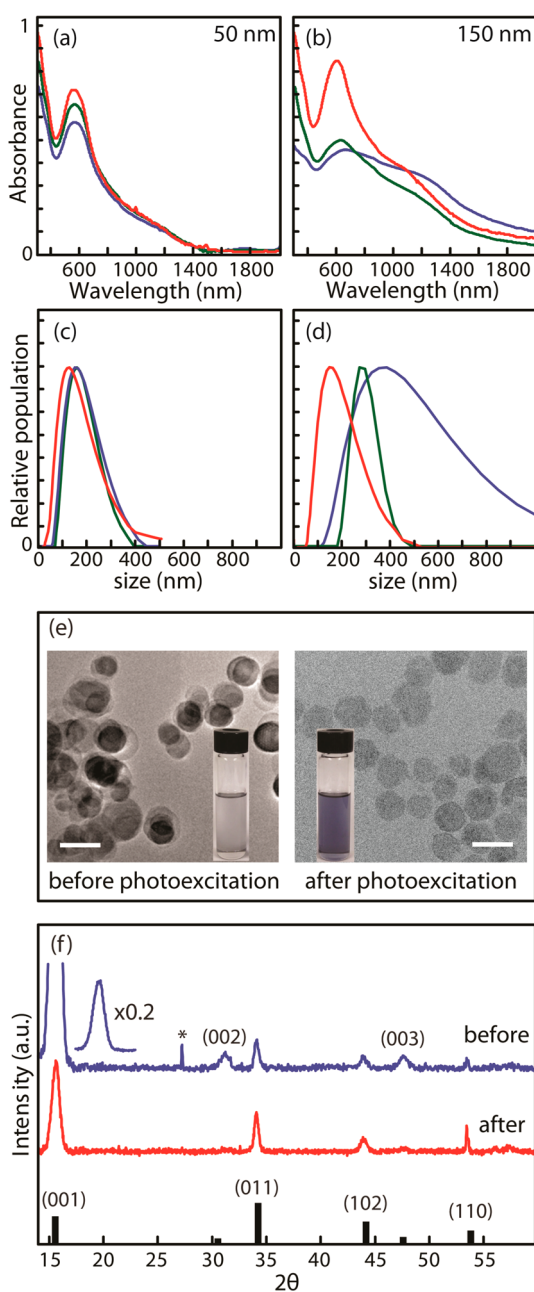 (a) 50 nm
(b) 150 nm
1
Absorbance
0
600 1000 1400
600 1000 1400
Wavelength (nm)
Wavelength (nm)
(c)
(d)
Relative population
0
0 200 400 600 800
0 200 400 600 800
size (nm)
size (nm)
(e)
before photoexcitation
after photoexcitation
(f)
Intensity (a.u.)
x0.2
*
(002)
(003)
before
after
(001)
(011)
(102)
(110)
15 20 25 30 35 40 45 50 55
2θ